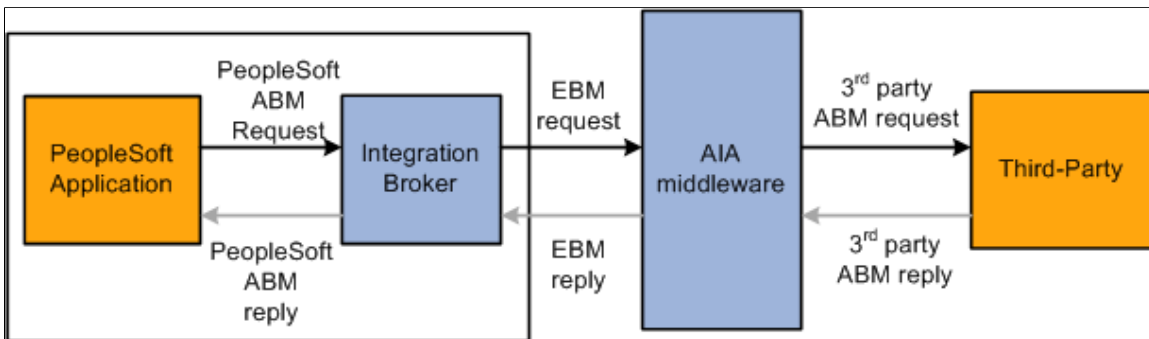 PeopleSoft
ABM
Request
EBM
request
3rd party
ABM request
PeopleSoft
Application
Integration
Broker
AIA
middleware
Third-Party
PeopleSoft
ABM
reply
EBM
reply
3rd party
ABM reply